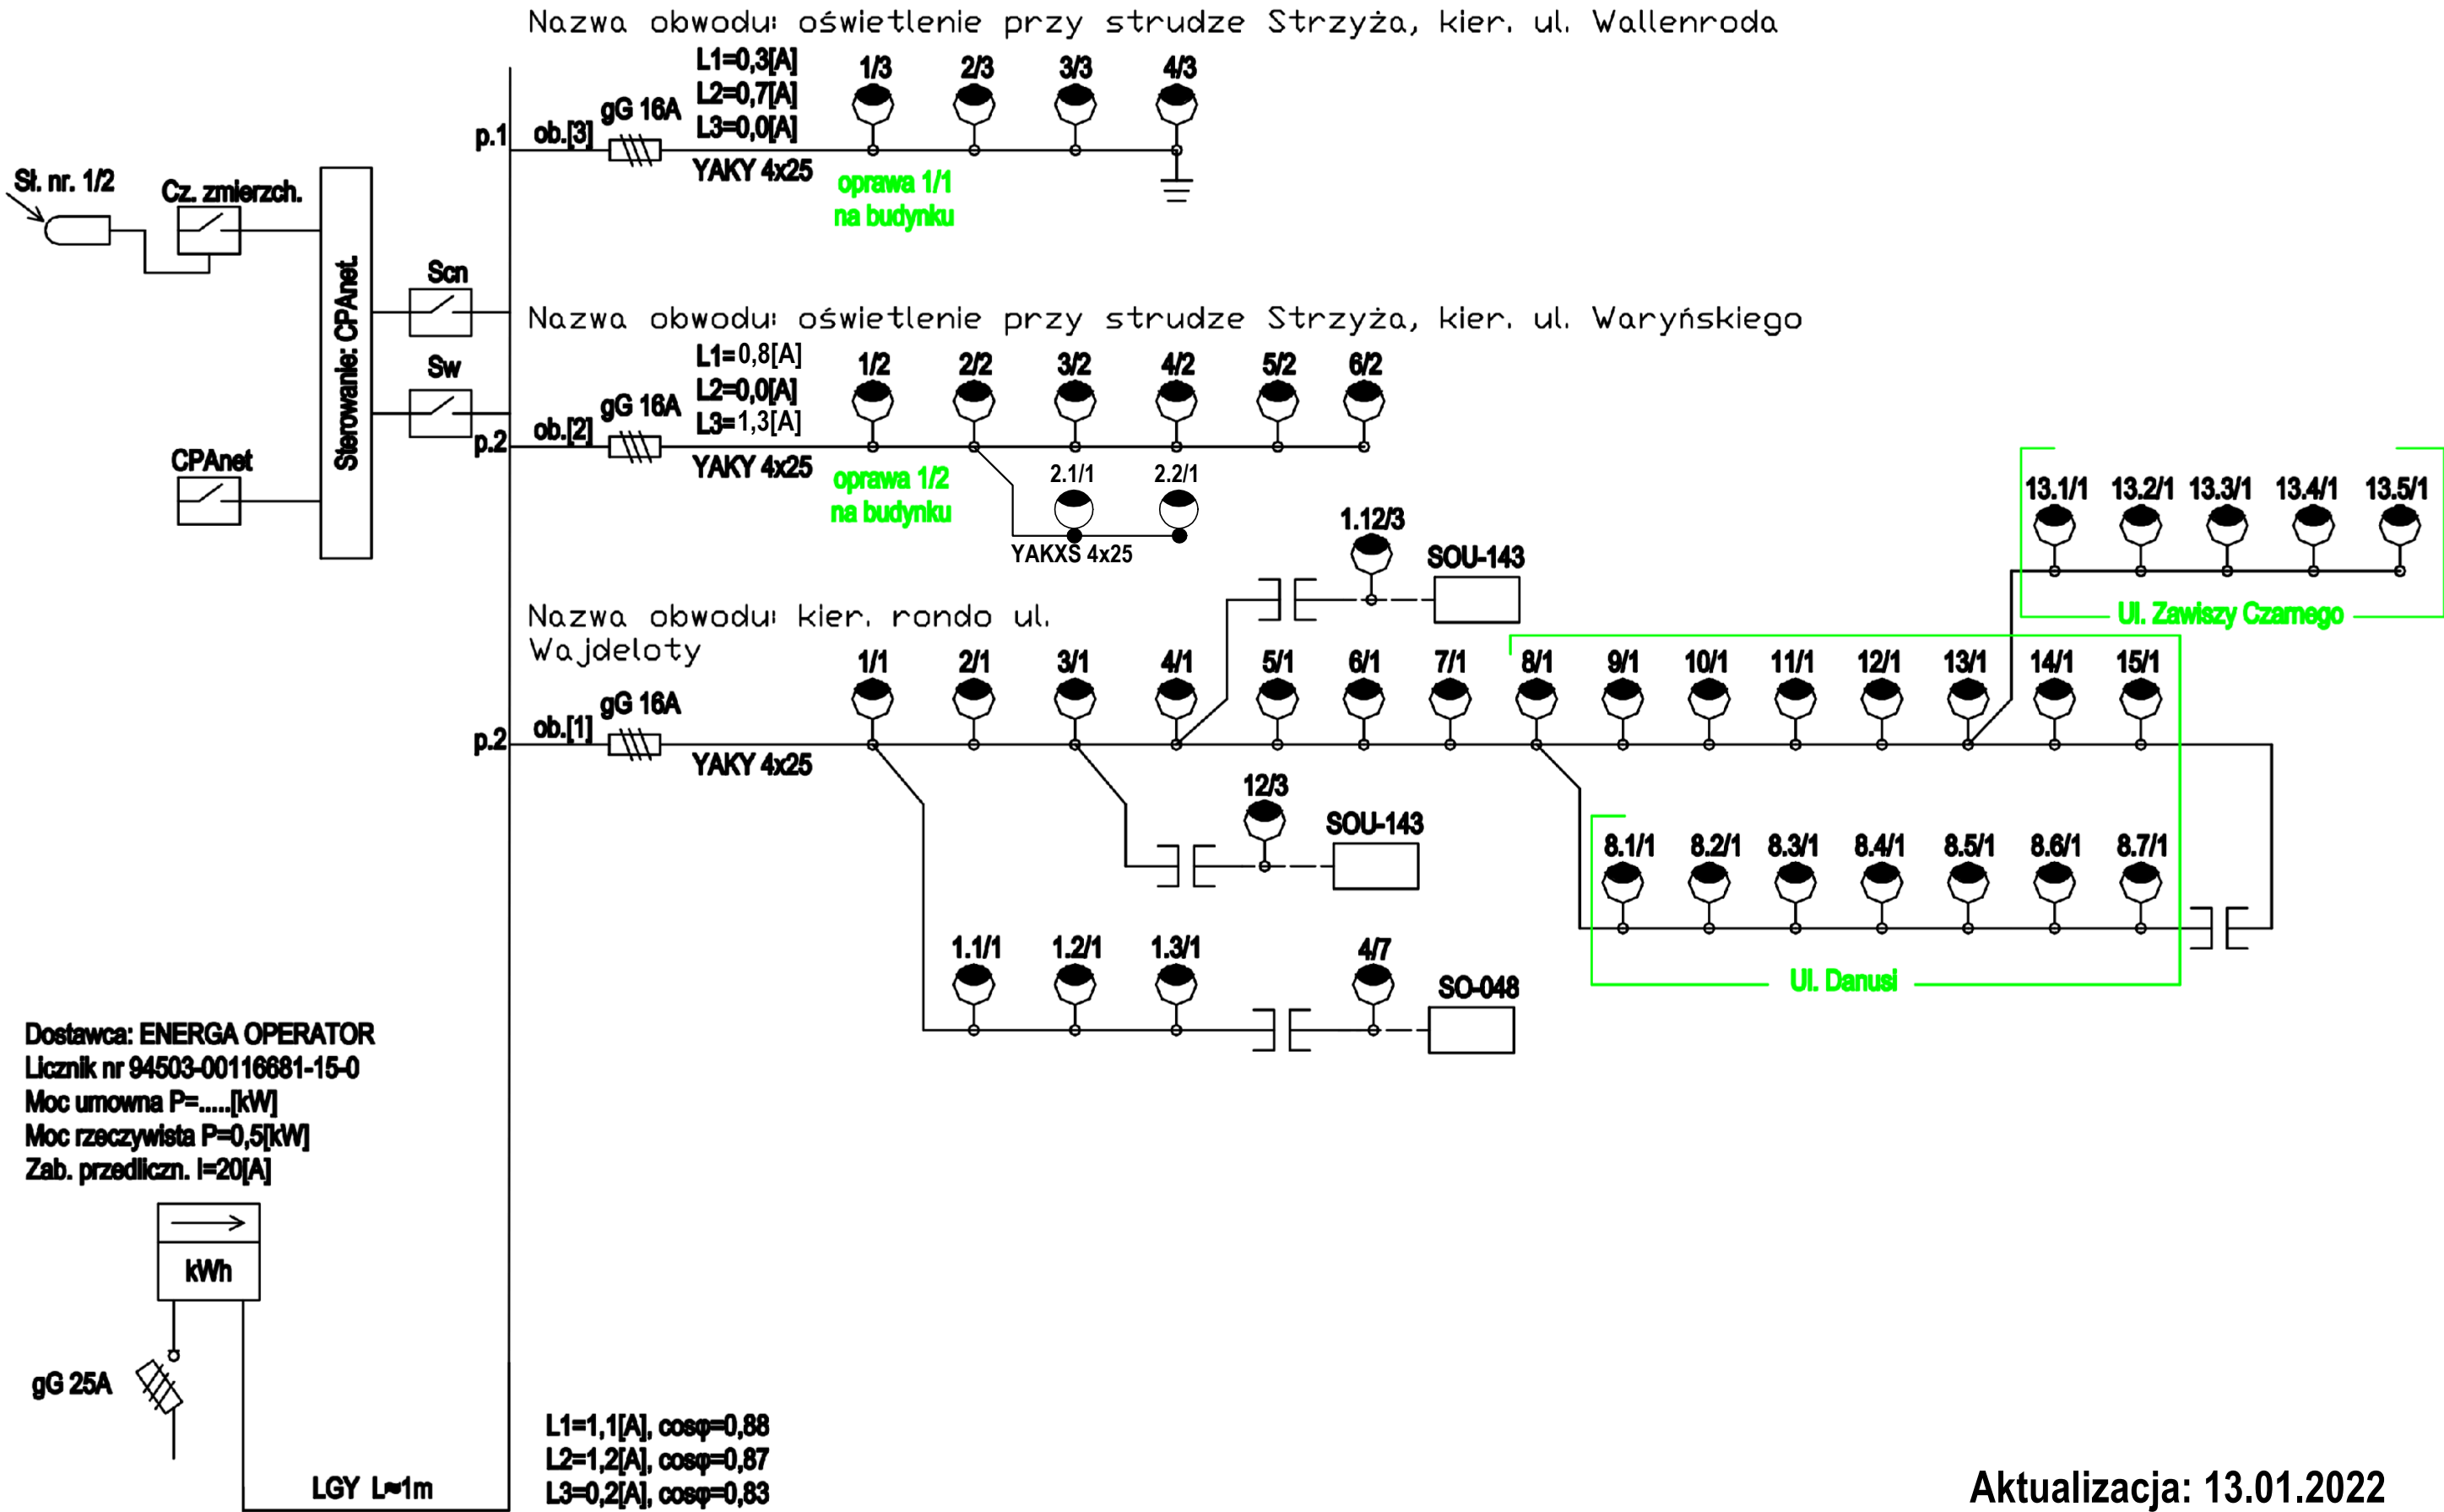 Nazwa obwodu: oświetlenie przy strudze Strzyża, kier. ul. Wallenroda
L1=0,3[A]
L2=0,7[A]
L3=0,0[A]
1/3 2/3 3/3 4/3
p.1 ob.[3] gG 16A
YAKY 4x25
oprawa 1/1
na budynku
Sł. nr. 1/2
Cz. zmierzch.
Sterowanie: CPAnet.
Scn
Sw
CPAnet
Nazwa obwodu: oświetlenie przy strudze Strzyża, kier. ul. Waryńskiego
L1=0,8[A]
L2=0,0[A]
L3=1,3[A]
1/2 2/2 3/2 4/2 5/2 6/2
p.2 ob.[2] gG 16A
YAKY 4x25
oprawa 1/2
na budynku
2.1/1 2.2/1
YAKXS 4x25
1.12/3
SOU-143
13.1/1 13.2/1 13.3/1 13.4/1 13.5/1
Ul. Zawiszy Czarnego
Nazwa obwodu: kier. rondo ul.
Wajdeloty
1/1 2/1 3/1 4/1 5/1 6/1 7/1 8/1 9/1 10/1 11/1 12/1 13/1 14/1 15/1
p.2 ob.[1] gG 16A
YAKY 4x25
12/3
SOU-143
8.1/1 8.2/1 8.3/1 8.4/1 8.5/1 8.6/1 8.7/1
Ul. Danusi
1.1/1 1.2/1 1.3/1 4/7
SO-048
Dostawca: ENERGA OPERATOR
Licznik nr 94503-00116681-15-0
Moc umowna P=.....[kW]
Moc rzeczywista P=0,5[kW]
Zab. przedliczn. I=20[A]
kWh
gG 25A
LGY L≈1m
L1=1,1[A], cosφ=0,88
L2=1,2[A], cosφ=0,87
L3=0,2[A], cosφ=0,83
Aktualizacja: 13.01.2022